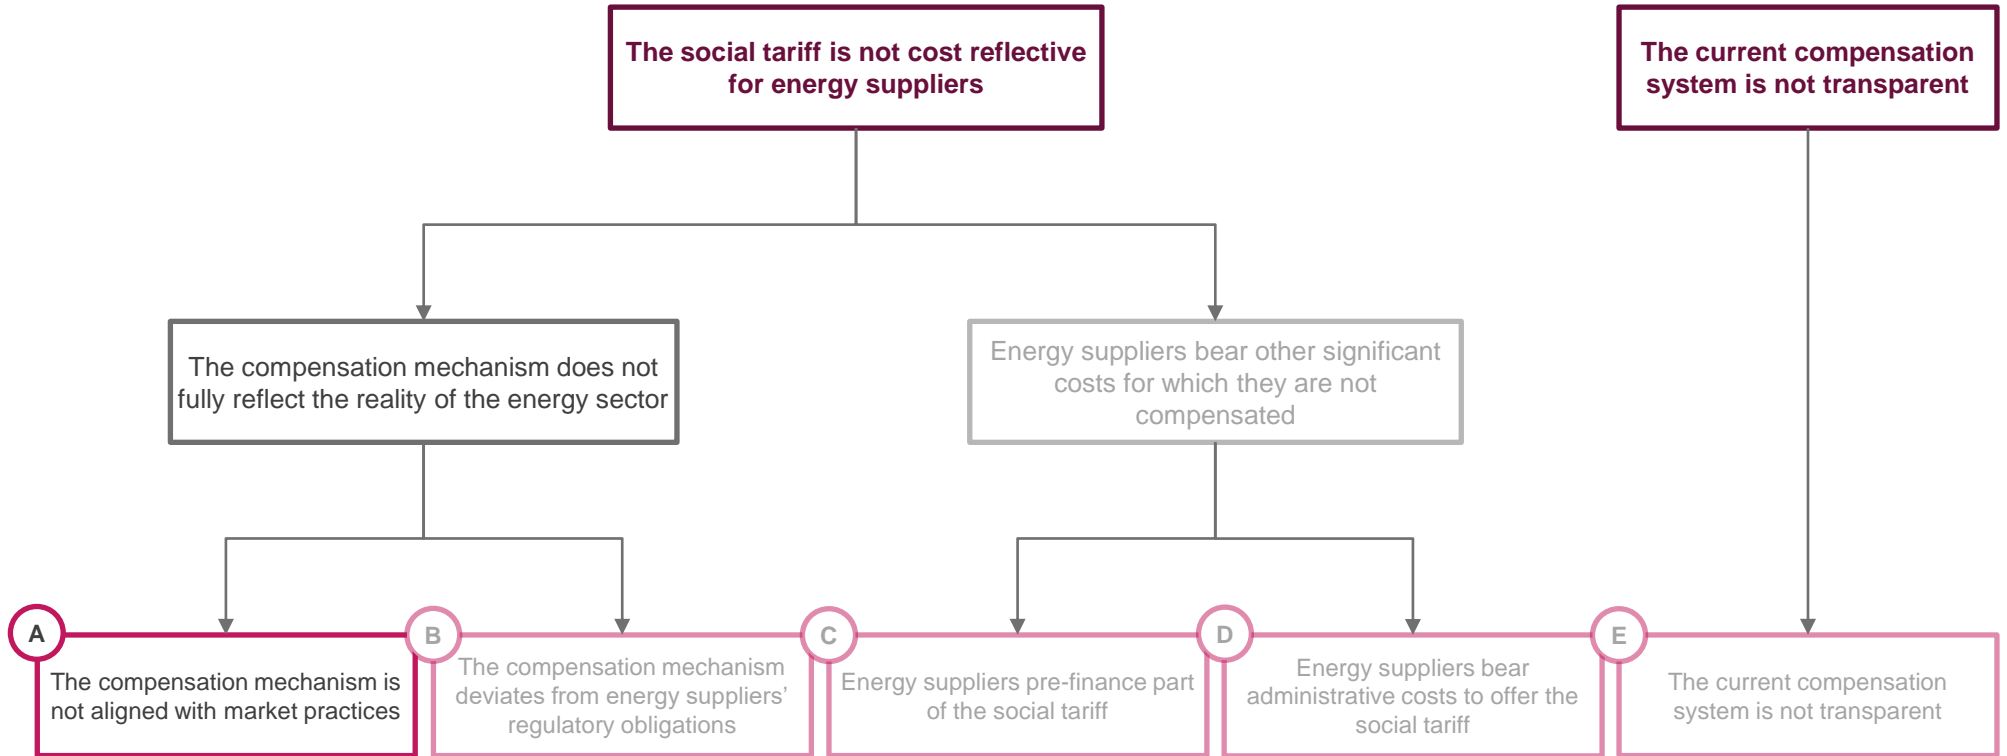 The social tariff is not cost reflective
for energy suppliers
The current compensation
system is not transparent
The compensation mechanism does not
fully reflect the reality of the energy sector
Energy suppliers bear other significant
costs for which they are not
compensated
A
The compensation mechanism is
not aligned with market practices
B
The compensation mechanism
deviates from energy suppliers’
regulatory obligations
C
Energy suppliers pre-finance part
of the social tariff
D
Energy suppliers bear
administrative costs to offer the
social tariff
E
The current compensation
system is not transparent